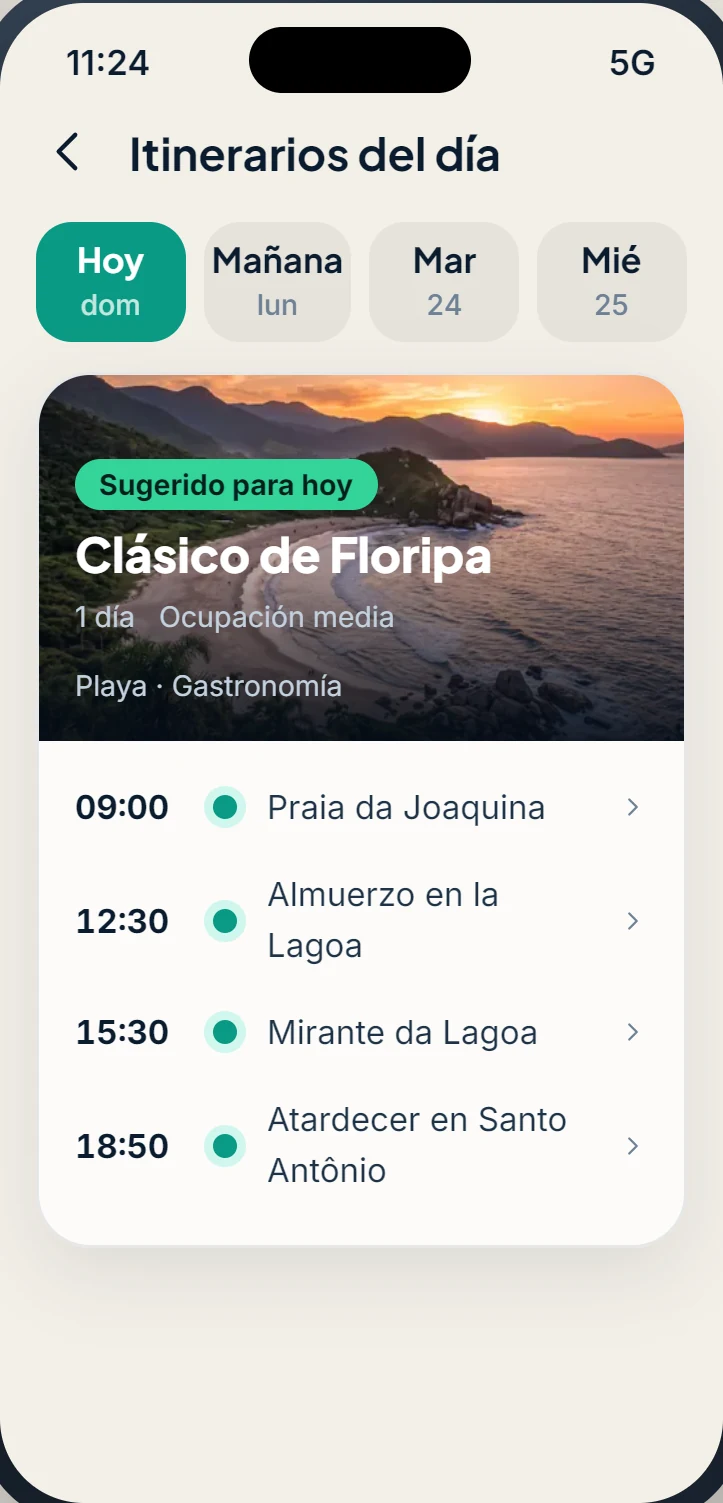 11:24
5G
Itinerarios del día
Hoy
dom
Mañana
lun
Mar
24
Mié
25
Sugerido para hoy
Clásico de Floripa
1 día Ocupación media
Playa · Gastronomía
09:00 Praia da Joaquina
12:30 Almuerzo en la
Lagoa
15:30 Mirante da Lagoa
18:50 Atardecer en Santo
Antônio